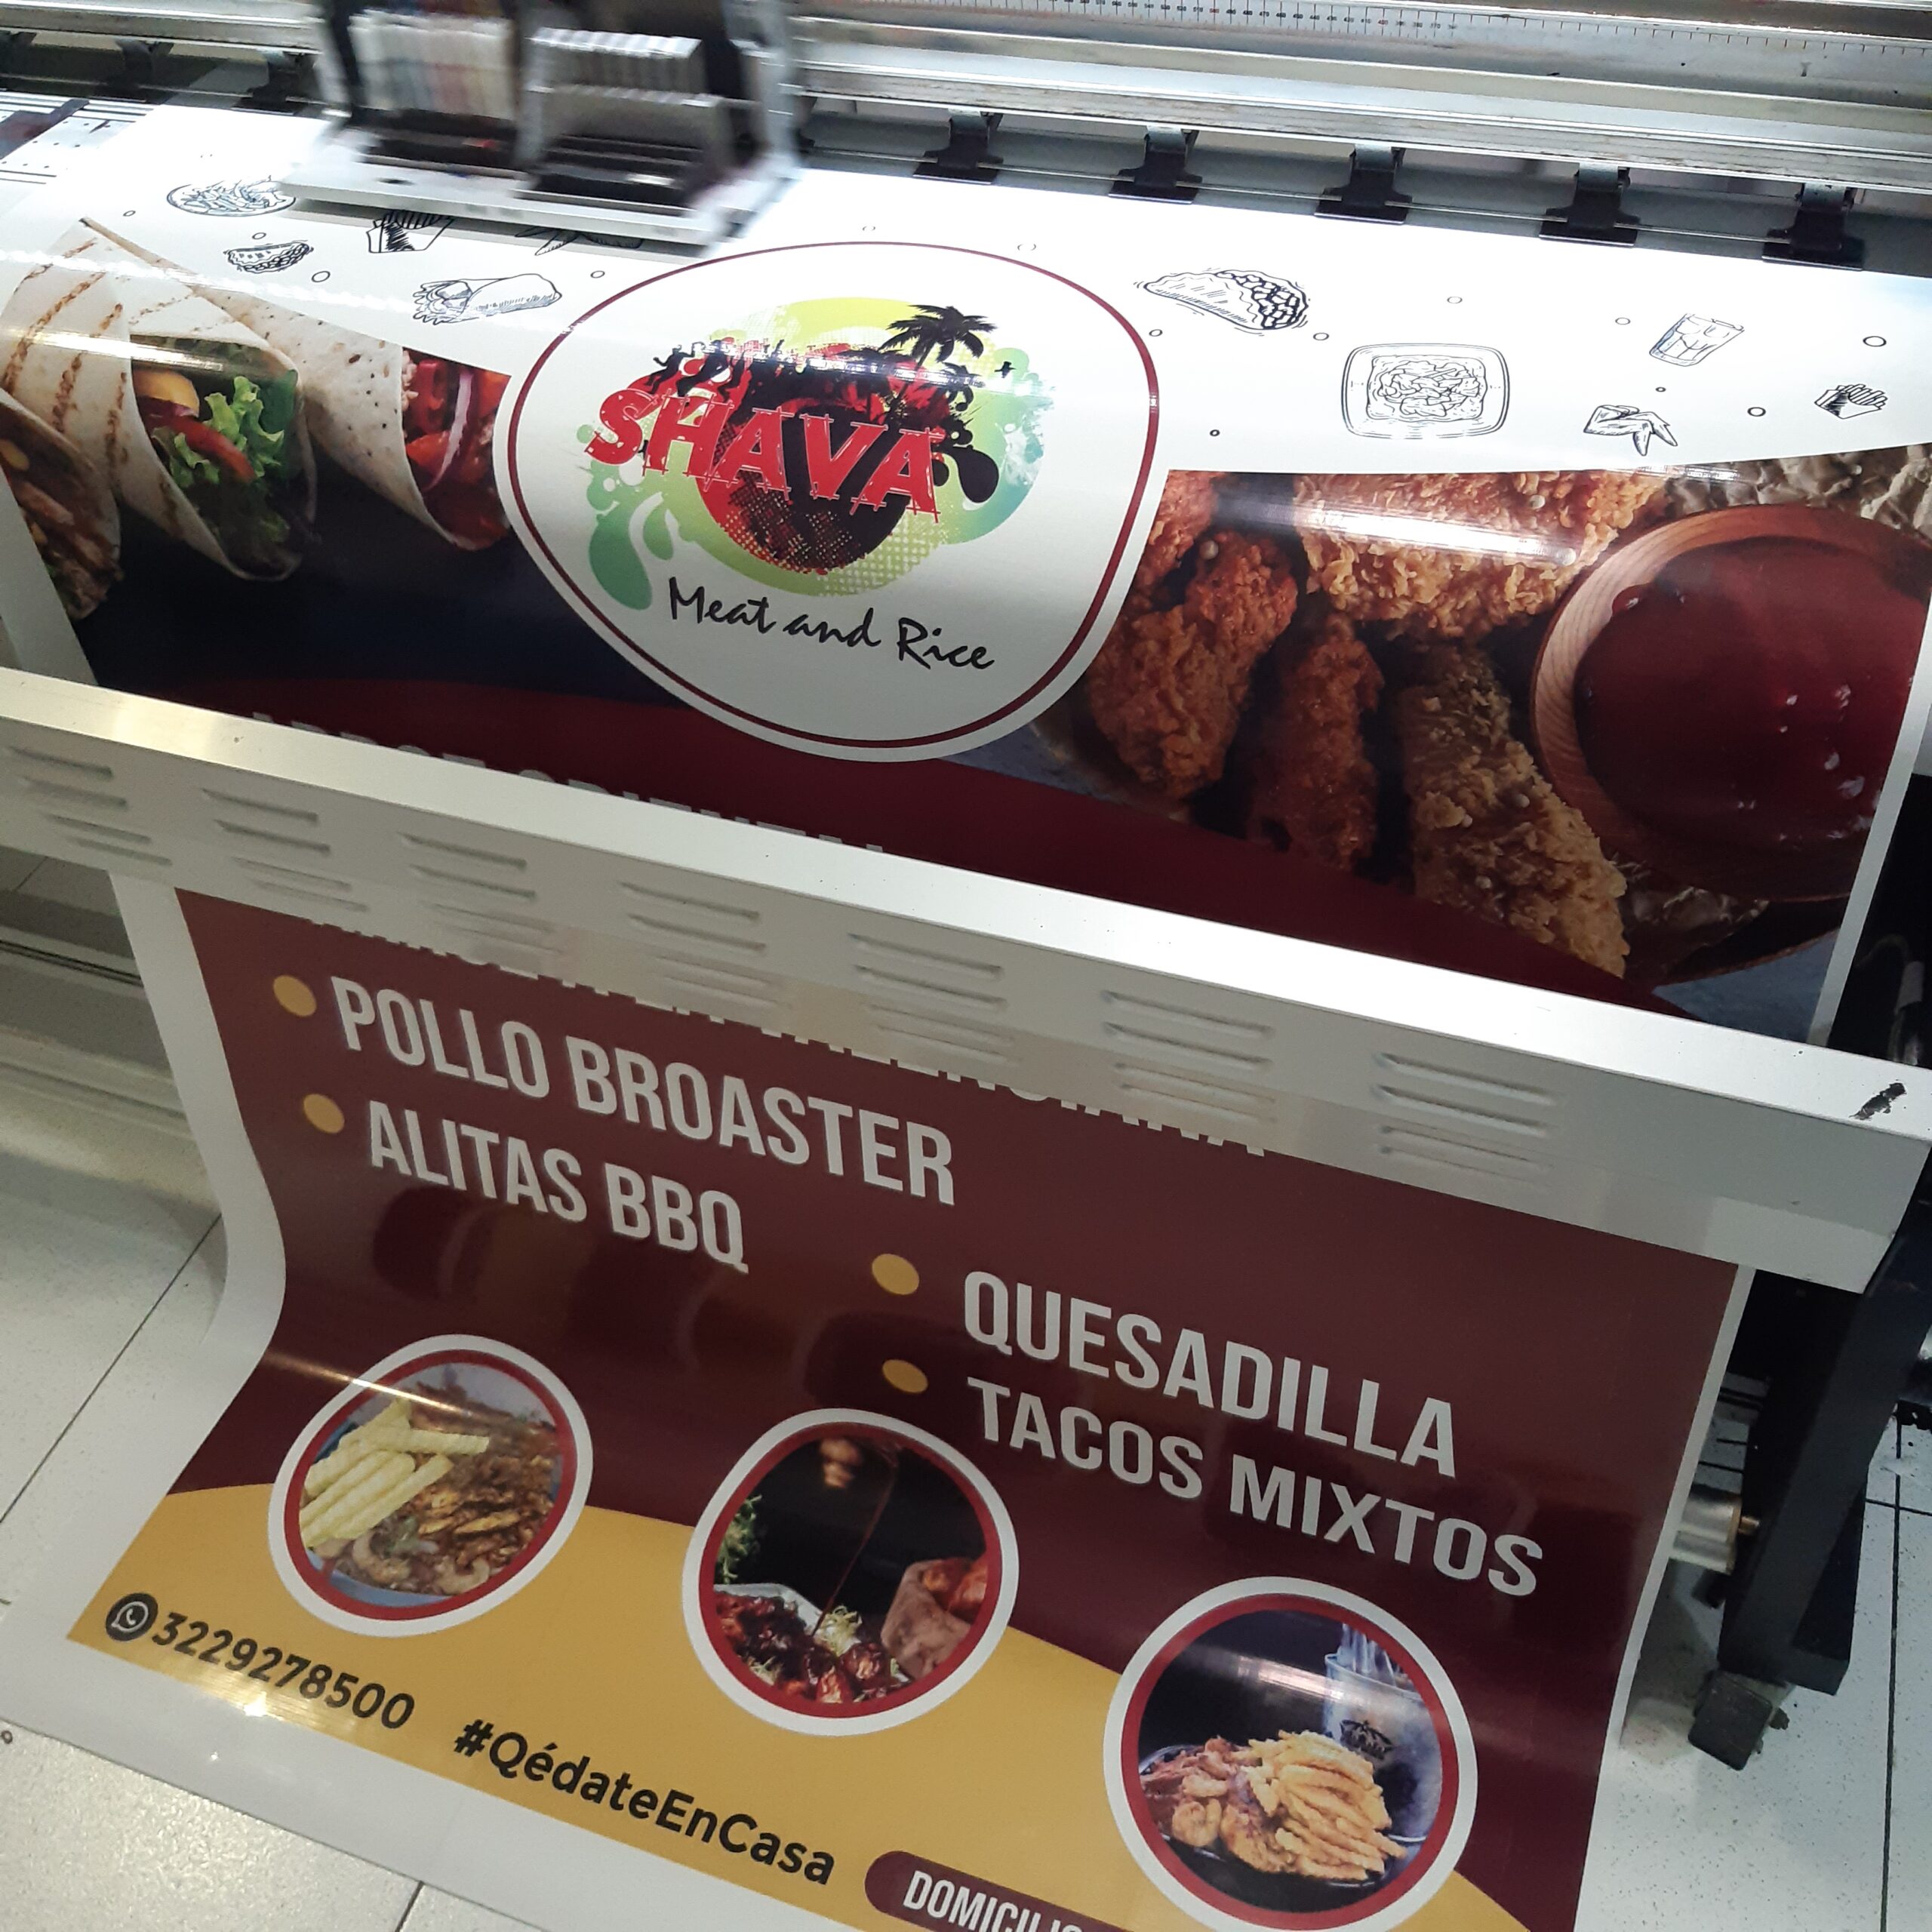 SHAVA
Meat and Rice
POLLO BROASTER
ALITAS BBQ
QUESADILLA
TACOS MIXTOS
3229278500
#QédateEnCasa